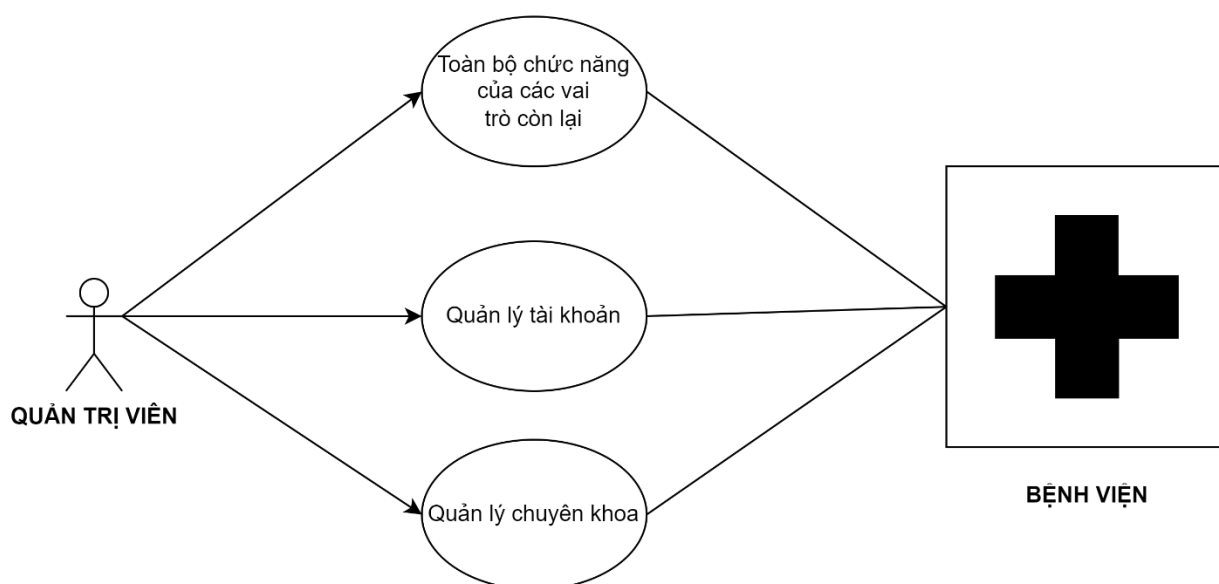 Toàn bộ chức năng
của các vai
trò còn lại
Quản lý tài khoản
QUẢN TRỊ VIÊN
Quản lý chuyên khoa
BỆNH VIỆN